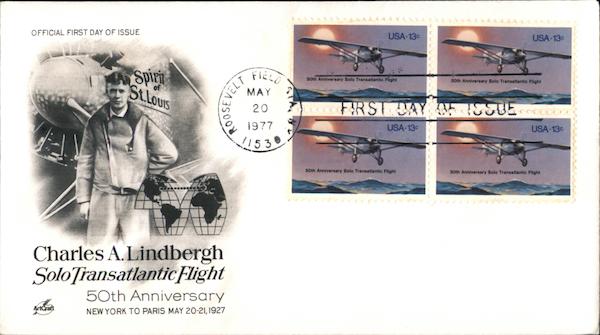 OFFICIAL FIRST DAY OF ISSUE
Spirit
of
St. Louis
Charles A. Lindbergh
Solo Transatlantic Flight
50th Anniversary
NEW YORK TO PARIS MAY 20-21, 1927
ArtCraft
ROOSEVELT FIELD
MAY
20
1977
FIRST DAY OF ISSUE
USA·13c
50th Anniversary Solo Transatlantic Flight
USA·13c
50th Anniversary Solo Transatlantic Flight
USA·13c
50th Anniversary Solo Transatlantic Flight
USA·13c
50th Anniversary Solo Transatlantic Flight